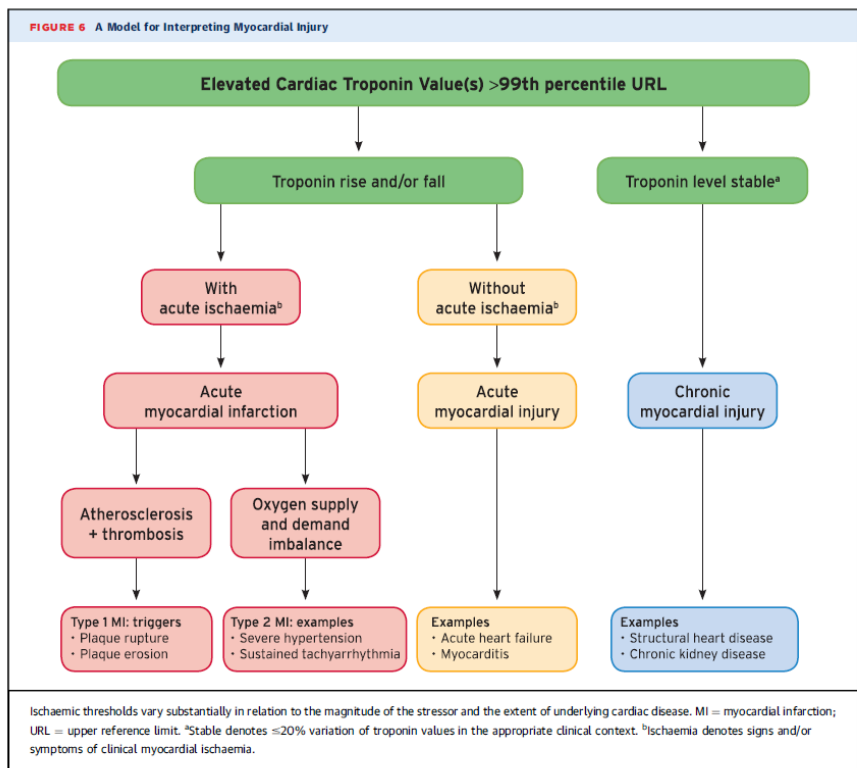 FIGURE 6 A Model for Interpreting Myocardial Injury
Elevated Cardiac Troponin Value(s) >99th percentile URL
Troponin rise and/or fall
Troponin level stableᵃ
With
acute ischaemiaᵇ
Without
acute ischaemiaᵇ
Acute
myocardial infarction
Acute
myocardial injury
Chronic
myocardial injury
Atherosclerosis
+ thrombosis
Oxygen supply
and demand
imbalance
Type 1 MI: triggers
· Plaque rupture
· Plaque erosion
Type 2 MI: examples
· Severe hypertension
· Sustained tachyarrhythmia
Examples
· Acute heart failure
· Myocarditis
Examples
· Structural heart disease
· Chronic kidney disease
Ischaemic thresholds vary substantially in relation to the magnitude of the stressor and the extent of underlying cardiac disease. MI = myocardial infarction;
URL = upper reference limit. ᵃStable denotes ≤20% variation of troponin values in the appropriate clinical context. ᵇIschaemia denotes signs and/or
symptoms of clinical myocardial ischaemia.